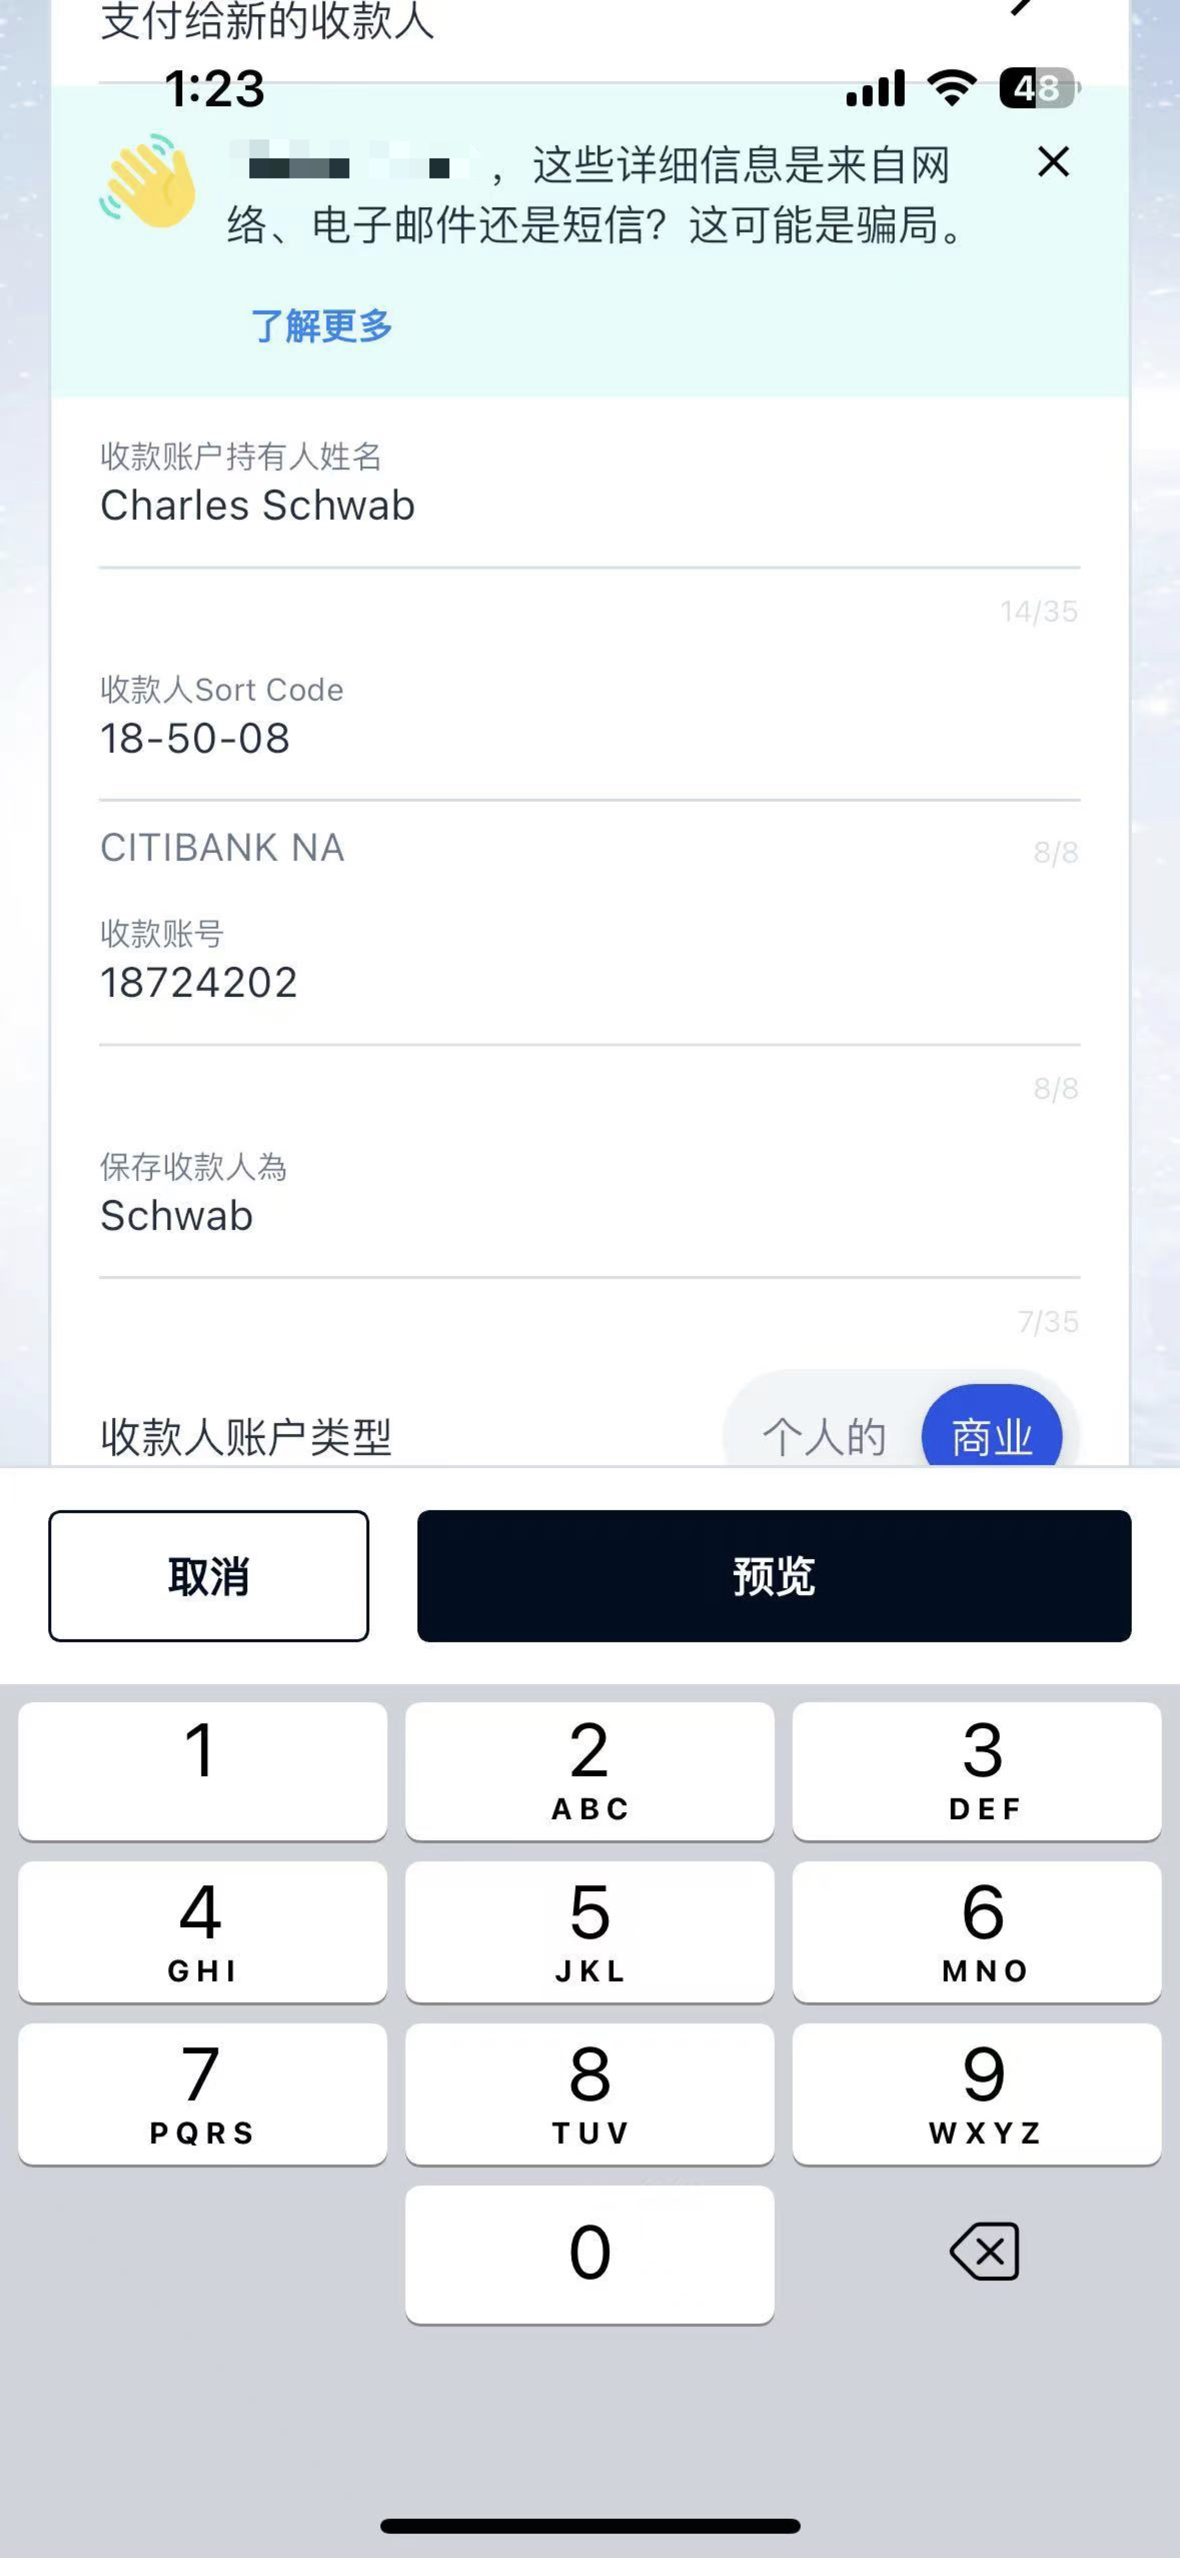 支付给新的收款人
1:23
48
，这些详细信息是来自网
络、电子邮件还是短信？这可能是骗局。
了解更多
收款账户持有人姓名
Charles Schwab
14/35
收款人Sort Code
18-50-08
CITIBANK NA
8/8
收款账号
18724202
8/8
保存收款人為
Schwab
7/35
收款人账户类型
个人的
商业
取消
预览
1
2
ABC
3
DEF
4
GHI
5
JKL
6
MNO
7
PQRS
8
TUV
9
WXYZ
0